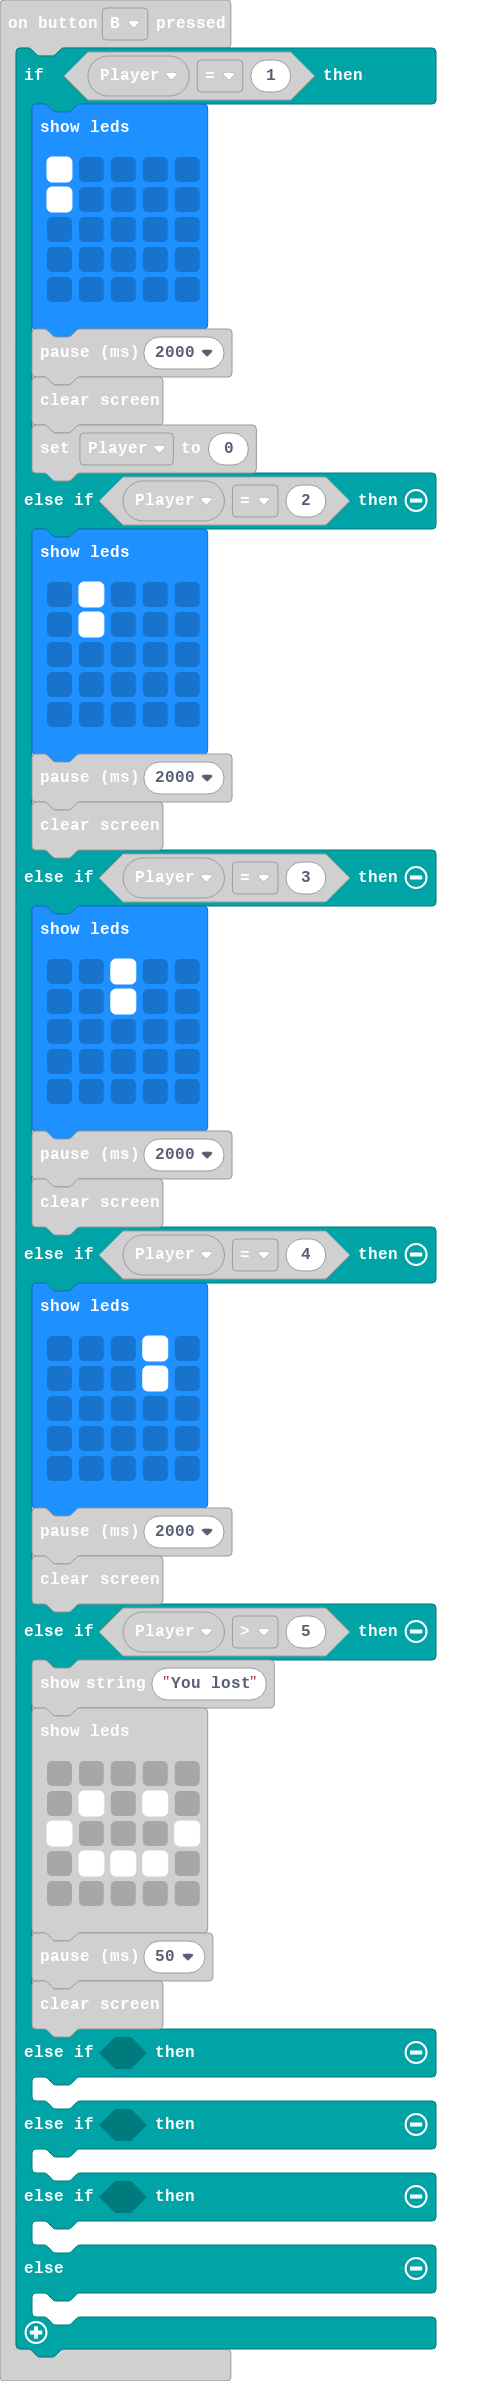 on button B pressed
if Player = 1 then
show leds
pause (ms) 2000
clear screen
set Player to 0
else if Player = 2 then
show leds
pause (ms) 2000
clear screen
else if Player = 3 then
show leds
pause (ms) 2000
clear screen
else if Player = 4 then
show leds
pause (ms) 2000
clear screen
else if Player > 5 then
show string "You lost"
show leds
pause (ms) 50
clear screen
else if then
else if then
else if then
else